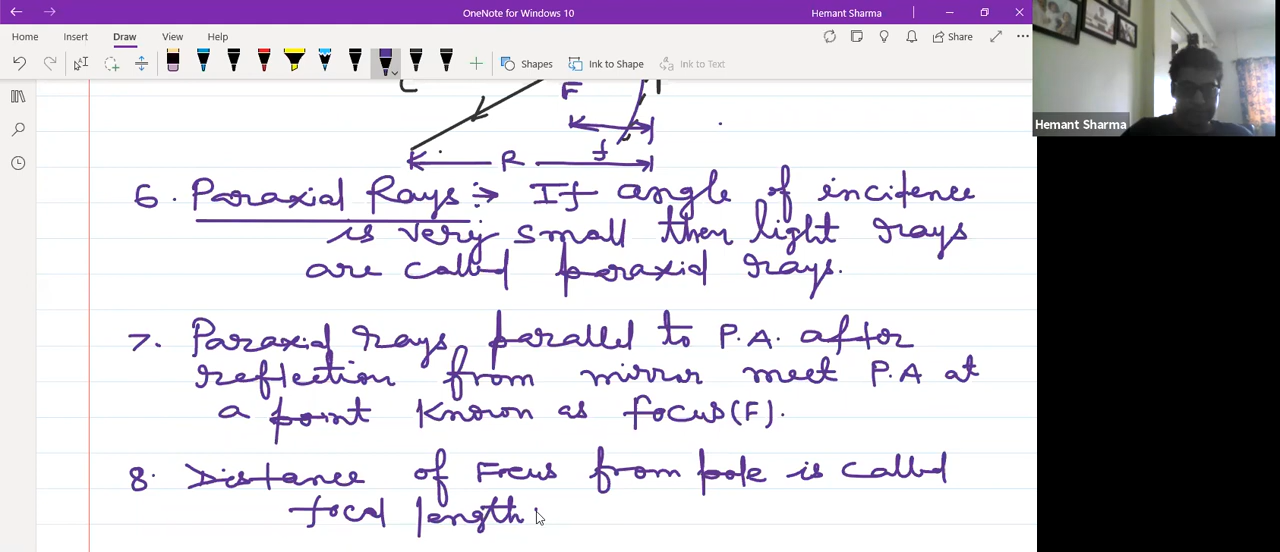 OneNote for Windows 10
Hemant Sharma
Home Insert Draw View Help
Share
Shapes Ink to Shape Ink to Text
C F
f
R
Hemant Sharma
6. Paraxial Rays :→ If angle of incitence
is very small then light rays
are called paraxial rays.
7. Paraxial rays parallel to P.A. after
reflection from mirror meet P.A at
a point known as focus (F).
8. Distance of Focus from pole is called
focal length